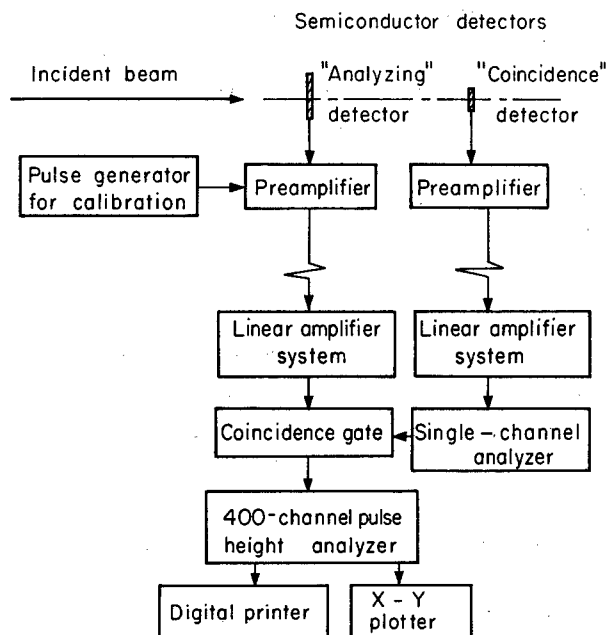 Semiconductor detectors
Incident beam
"Analyzing"
detector
"Coincidence"
detector
Pulse generator
for calibration
Preamplifier
Preamplifier
Linear amplifier
system
Linear amplifier
system
Coincidence gate
Single-channel
analyzer
400-channel pulse
height analyzer
Digital printer
X-Y
plotter